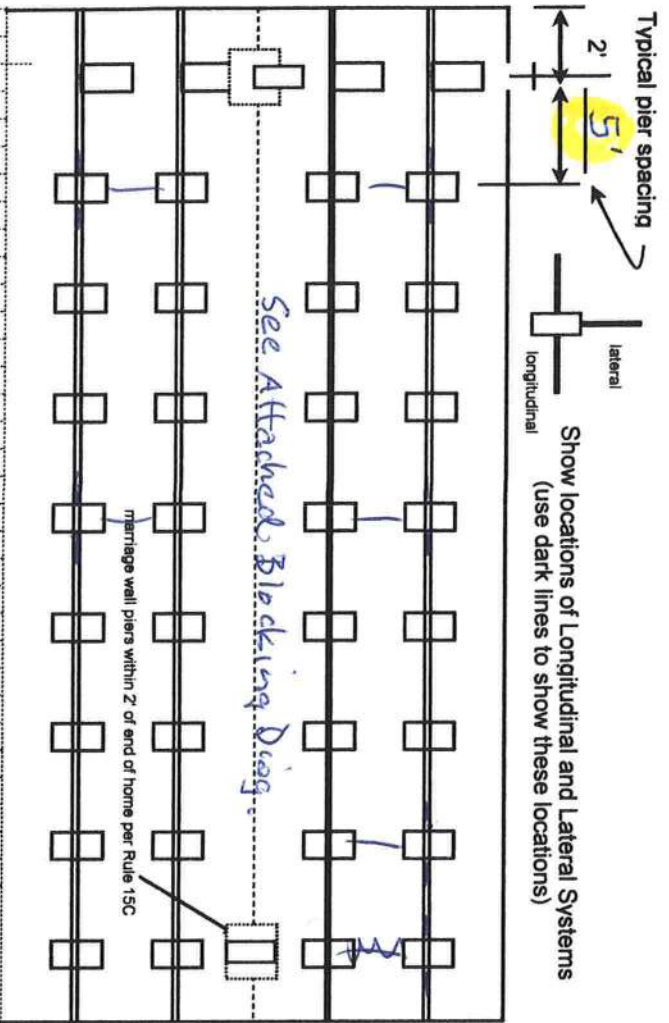 Typical pier spacing
2'
5'
lateral
longitudinal
Show locations of Longitudinal and Lateral Systems
(use dark lines to show these locations)
See Attached Blocking Diag.
marriage wall piers within 2' of end of home per Rule 15C